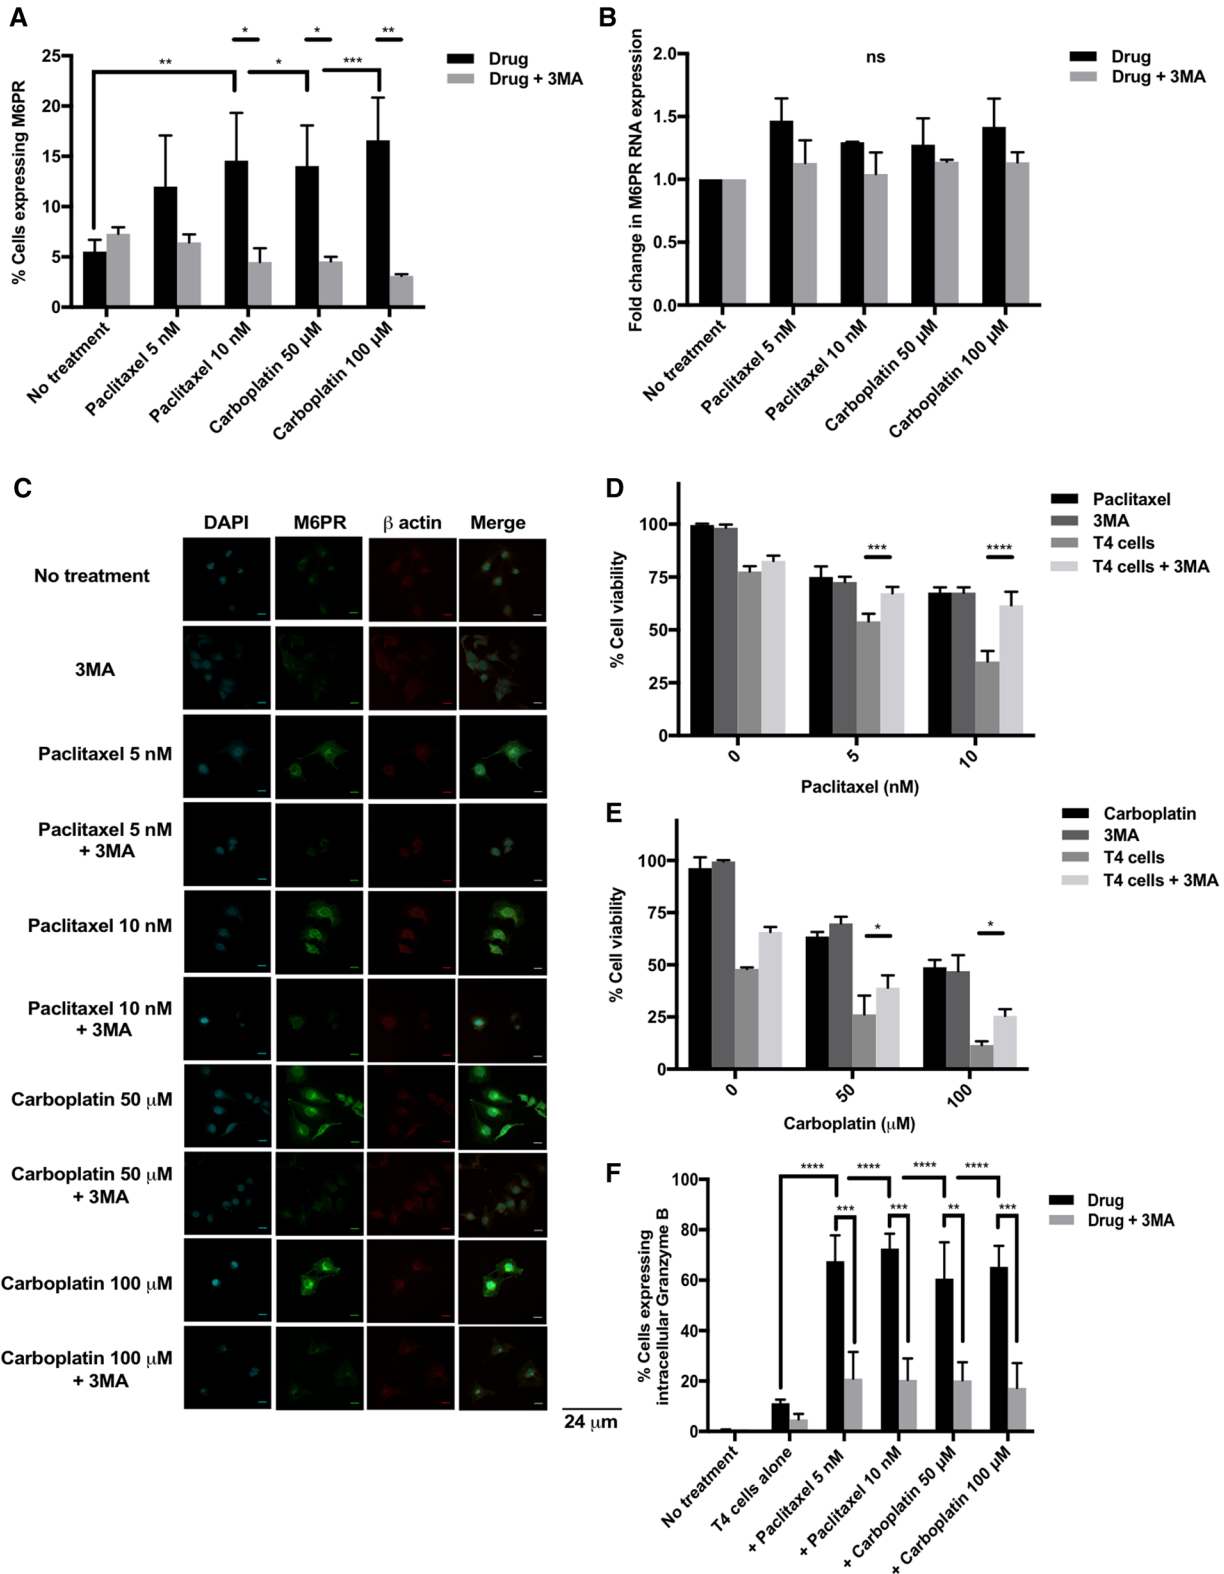 A
* * **
** * ***
Drug
Drug + 3MA
% Cells expressing M6PR
25
20
15
10
5
0
No treatment
Paclitaxel 5 nM
Paclitaxel 10 nM
Carboplatin 50 µM
Carboplatin 100 µM
B
ns
Drug
Drug + 3MA
Fold change in M6PR RNA expression
2.0
1.5
1.0
0.5
0.0
No treatment
Paclitaxel 5 nM
Paclitaxel 10 nM
Carboplatin 50 µM
Carboplatin 100 µM
C
DAPI M6PR β actin Merge
No treatment
3MA
Paclitaxel 5 nM
Paclitaxel 5 nM
+ 3MA
Paclitaxel 10 nM
Paclitaxel 10 nM
+ 3MA
Carboplatin 50 µM
Carboplatin 50 µM
+ 3MA
Carboplatin 100 µM
Carboplatin 100 µM
+ 3MA
24 µm
D
Paclitaxel
3MA
T4 cells
T4 cells + 3MA
*** ****
% Cell viability
100
75
50
25
0
0 5 10
Paclitaxel (nM)
E
Carboplatin
3MA
T4 cells
T4 cells + 3MA
* *
% Cell viability
100
75
50
25
0
0 50 100
Carboplatin (µM)
F
**** **** **** ****
*** *** ** ***
Drug
Drug + 3MA
% Cells expressing
intracellular Granzyme B
100
80
60
40
20
0
No treatment
T4 cells alone
+ Paclitaxel 5 nM
+ Paclitaxel 10 nM
+ Carboplatin 50 µM
+ Carboplatin 100 µM